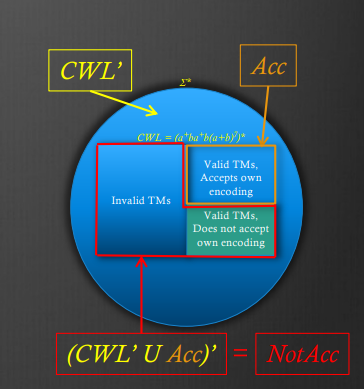 CWL'
Acc
Σ*
CWL = (a⁺ba⁺b(a+b)²)*
Invalid TMs
Valid TMs,
Accepts own
encoding
Valid TMs,
Does not accept
own encoding
(CWL' U Acc)' = NotAcc